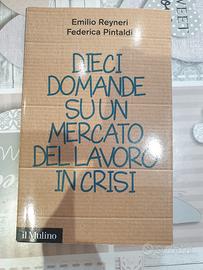 Emilio Reyneri
Federica Pintaldi
DIECI
DOMANDE
SU UN
MERCATO
DEL LAVORO
IN CRISI
il Mulino